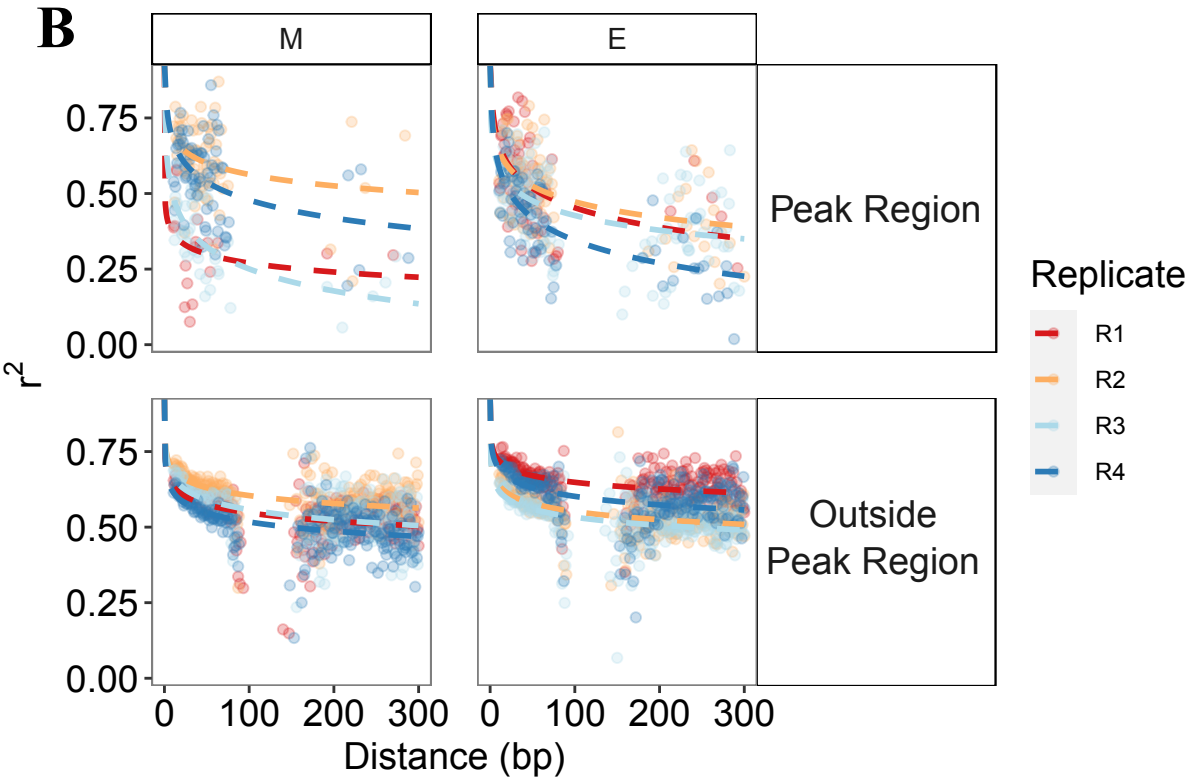 B
M
E
0.75
0.50
0.25
0.00
Peak Region
r²
0.75
0.50
0.25
0.00
Outside
Peak Region
0
100
200
300
0
100
200
300
Distance (bp)
Replicate
R1
R2
R3
R4